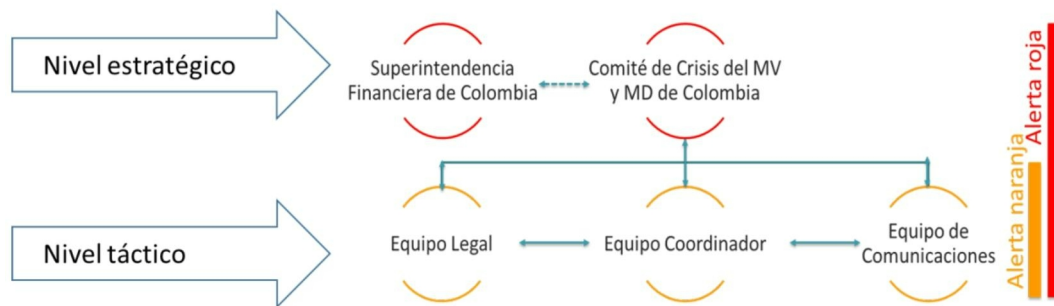 Nivel estratégico
Superintendencia
Financiera de Colombia
Comité de Crisis del MV
y MD de Colombia
Alerta roja
Nivel táctico
Equipo Legal
Equipo Coordinador
Equipo de
Comunicaciones
Alerta naranja